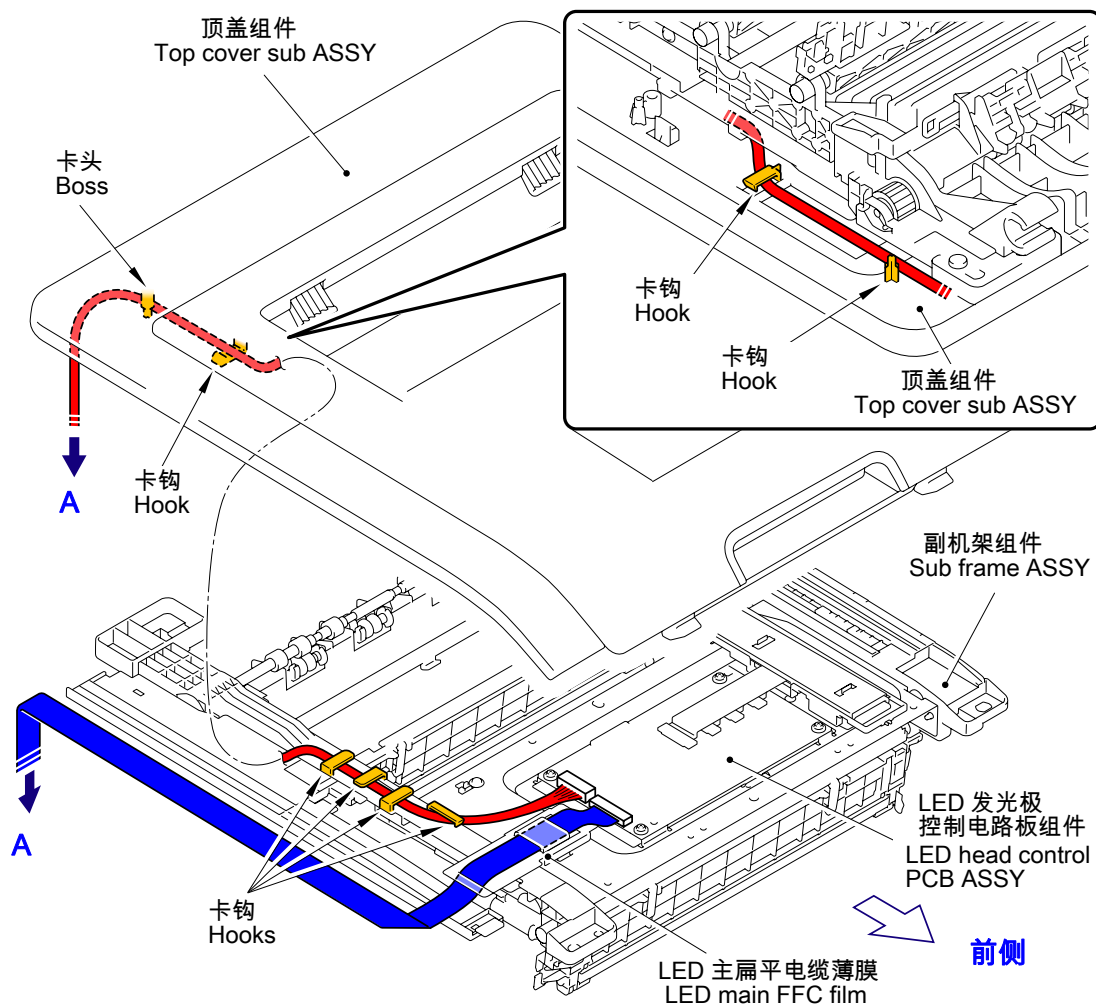 顶盖组件
Top cover sub ASSY
卡头
Boss
卡钩
Hook
卡钩
Hook
顶盖组件
Top cover sub ASSY
A
卡钩
Hook
副机架组件
Sub frame ASSY
A
卡钩
Hooks
LED 发光极
控制电路板组件
LED head control
PCB ASSY
前侧
LED 主扁平电缆薄膜
LED main FFC film